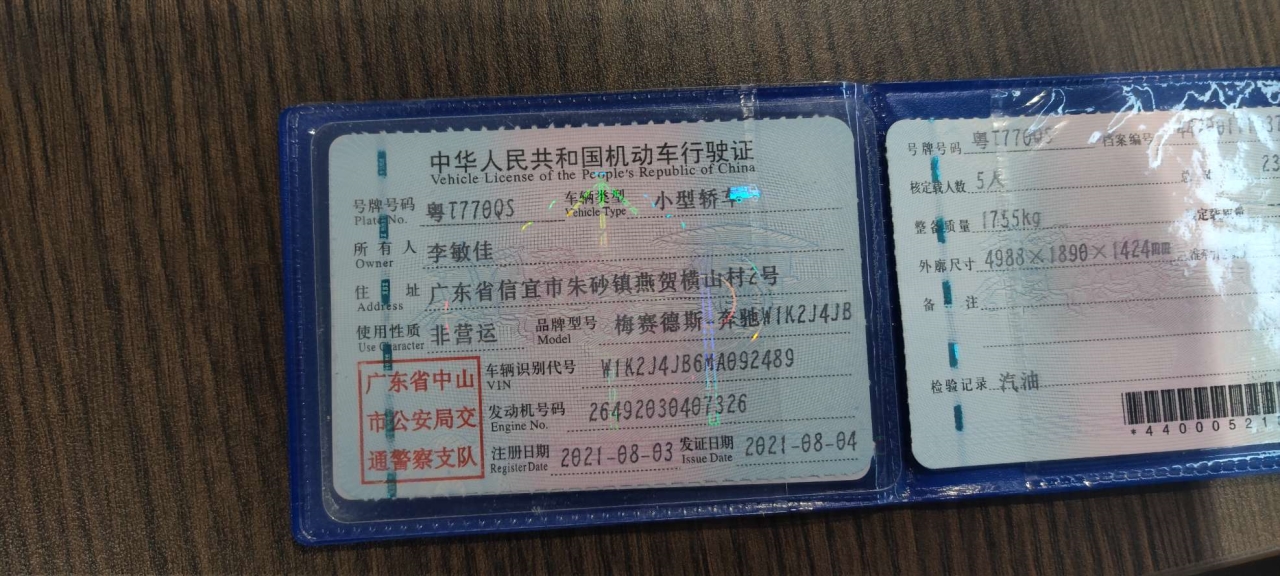 中华人民共和国机动车行驶证
Vehicle License of the People's Republic of China
号牌号码 粤T770QS 车辆类型 小型轿车
Plate No. Vehicle Type
所有人 李敏佳
Owner
住址 广东省信宜市朱砂镇燕贺横山村2号
Address
使用性质 非营运 品牌型号 梅赛德斯-奔驰W1K2J4JB
Use Character Model
广东省中山
市公安局交
通警察支队
车辆识别代号 W1K2J4JB6MA092489
VIN
发动机号码 26492030407326
Engine No.
注册日期 2021-08-03 发证日期 2021-08-04
Register Date Issue Date
号牌号码 粤T770QS 档案编号
核定载人数 5人
整备质量 1755kg
外廓尺寸 4988×1890×1424mm
备注
检验记录 汽油
*44000521